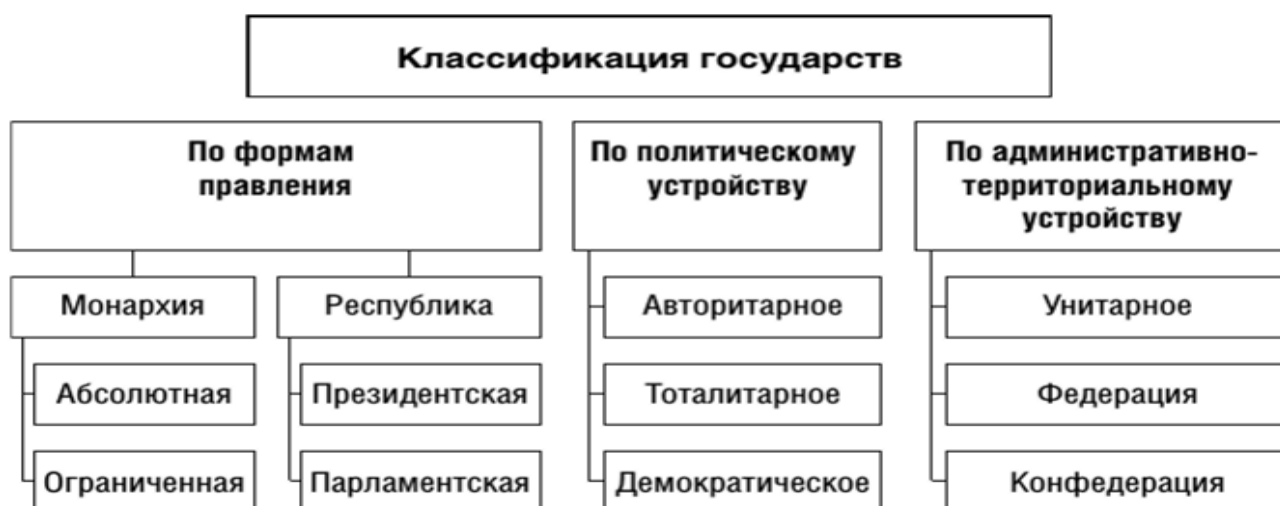 Классификация государств
По формам
правления
По политическому
устройству
По административно-
территориальному
устройству
Монархия
Республика
Авторитарное
Унитарное
Абсолютная
Президентская
Тоталитарное
Федерация
Ограниченная
Парламентская
Демократическое
Конфедерация